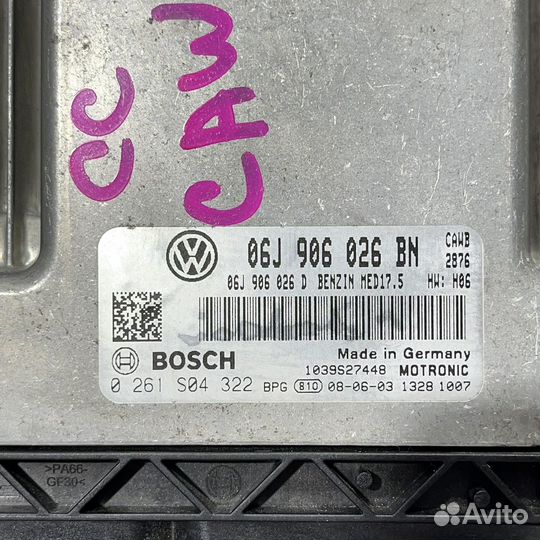 CC
CAW
06J 906 026 BN CAWB
2876
06J 906 026 D BENZIN MED17.5 HW: H06
BOSCH
Made in Germany
1039S27448 MOTRONIC
0 261 S04 322 BPG 810 08-06-03 1328 1007
>PA66-
GF30<
Avito